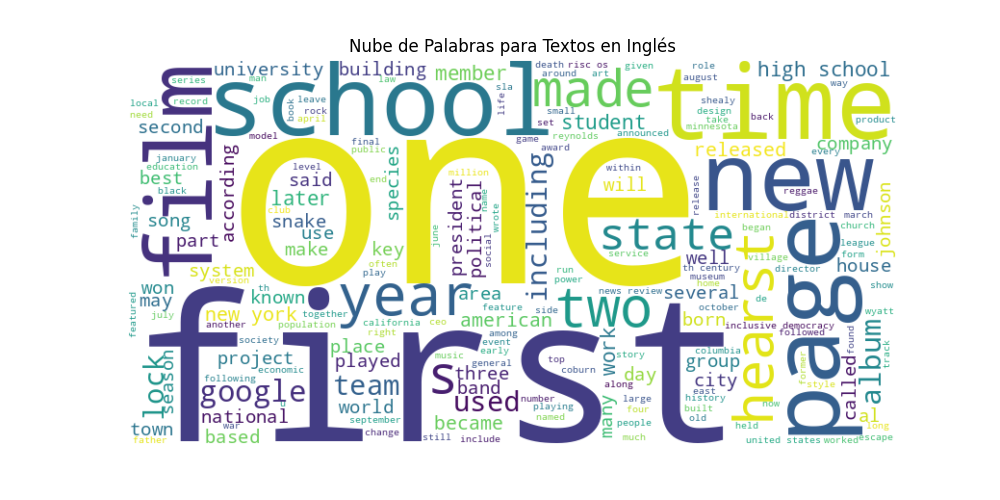 Nube de Palabras para Textos en Inglés
series
man
university
law
building
member
death
around
risc os
art
sla
life
given
role
august
high school
way
local
need
record
job
book
leave
rock
april
school
small
set
made
student
shealy
design
take
minnesota
time
back
product
company
second
film
model
final
public
game
award
reynolds
announced
released
every
january
education
black
best
according
level
said
later
end
species
one
million
name
within
will
release
new
reggae
family
song
part
snake
use
make
club
key
june
president
political
social
wrote
including
state
service
international
district
march
began
church
johnson
system
version
often
play
well
th century
museum
home
village
director
league
form
house
won
may
july
featured
th
known
together
year
area
feature
run
power
side
news review
several
de
show
new york
another
population
california
ceo
right
american
among
event
early
two
october
born
hearst
page
inclusive democracy
followed
wyatt
lock
season
society
project
economic
place
played
music
general
top
coburn
story
work
group
columbia
city
east
former
style
called
found
album
track
following
google
first
team
s
three
band
number
along
day
large
four
history
built
old
now
national
world
september
used
playing
named
many
people
held
al
long
town
father
based
war
change
still
include
became
much
united states
worked
escape